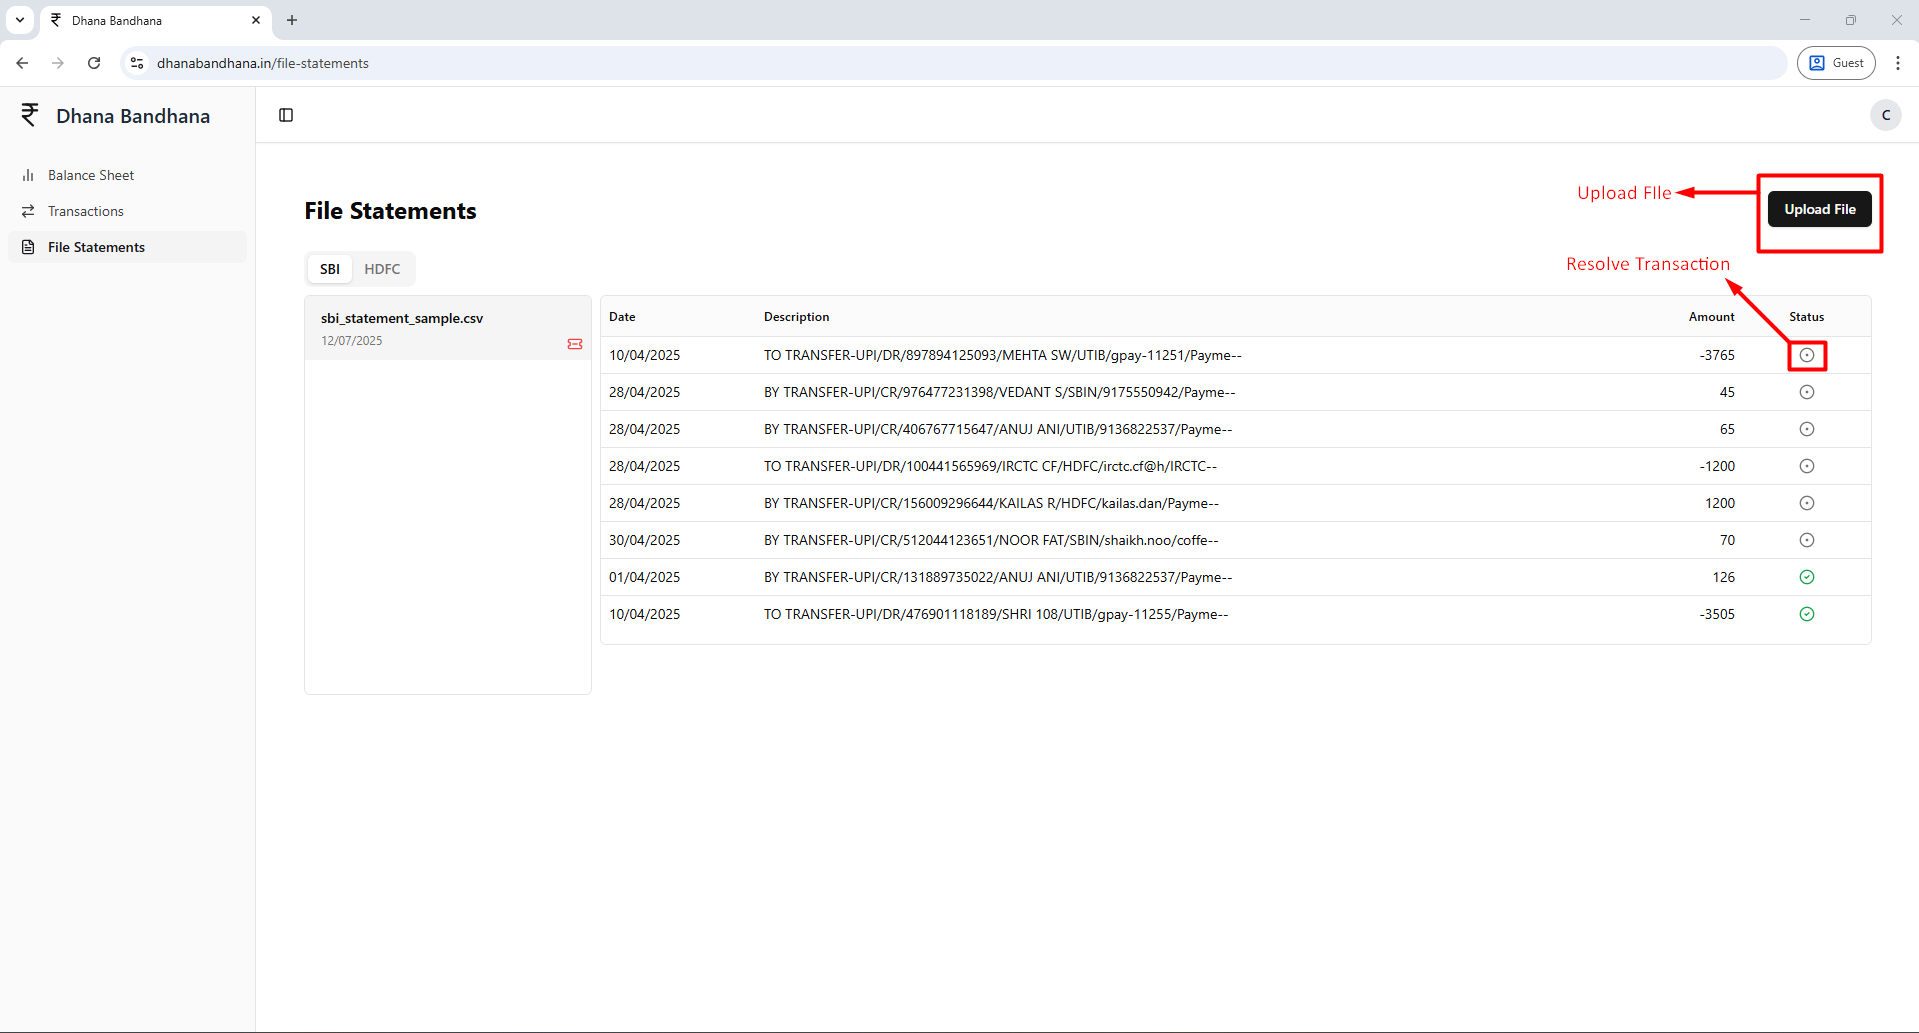 Dhana Bandhana
dhanabandhana.in/file-statements
Guest
₹ Dhana Bandhana
C
Balance Sheet
Transactions
File Statements
File Statements
Upload FIle
Upload File
Resolve Transaction
SBI HDFC
sbi_statement_sample.csv
12/07/2025
Date Description Amount Status
10/04/2025 TO TRANSFER-UPI/DR/897894125093/MEHTA SW/UTIB/gpay-11251/Payme-- -3765
28/04/2025 BY TRANSFER-UPI/CR/976477231398/VEDANT S/SBIN/9175550942/Payme-- 45
28/04/2025 BY TRANSFER-UPI/CR/406767715647/ANUJ ANI/UTIB/9136822537/Payme-- 65
28/04/2025 TO TRANSFER-UPI/DR/100441565969/IRCTC CF/HDFC/irctc.cf@h/IRCTC-- -1200
28/04/2025 BY TRANSFER-UPI/CR/156009296644/KAILAS R/HDFC/kailas.dan/Payme-- 1200
30/04/2025 BY TRANSFER-UPI/CR/512044123651/NOOR FAT/SBIN/shaikh.noo/coffe-- 70
01/04/2025 BY TRANSFER-UPI/CR/131889735022/ANUJ ANI/UTIB/9136822537/Payme-- 126
10/04/2025 TO TRANSFER-UPI/DR/476901118189/SHRI 108/UTIB/gpay-11255/Payme-- -3505